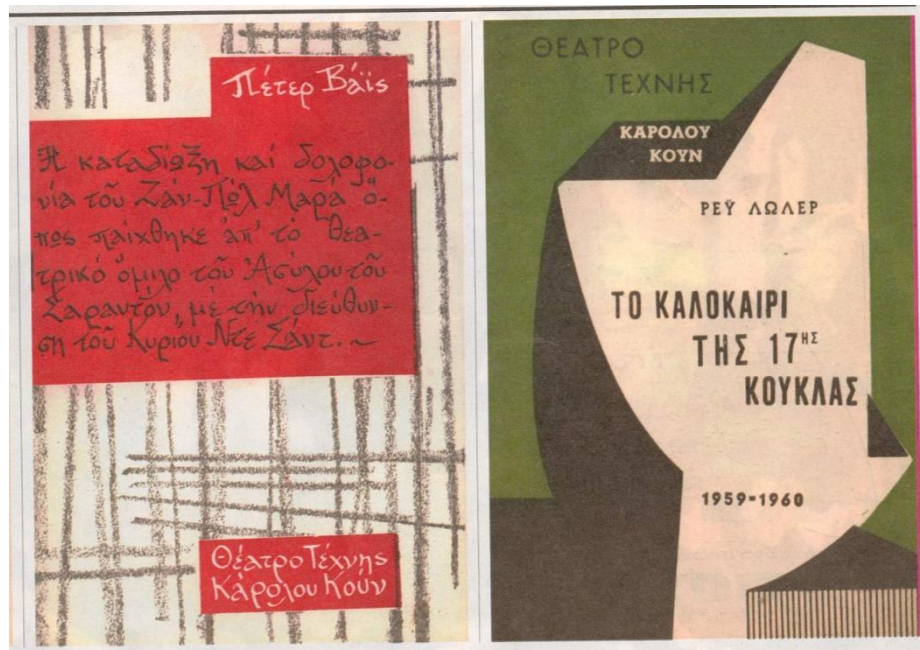 Πέτερ Βάϊς
Ἡ καταδίωξη καί δολοφο-
νία τοῦ Ζάν-Πὼλ Μαρά ὅ-
πως παίχθηκε ἀπ' τό θεα-
τρικό ὅμιλο τοῦ Ἀσύλου τοῦ
Σαραντόν, μέ τήν διεύθυν-
ση τοῦ Κυρίου Ντέ Σάντ. ~
Θέατρο Τέχνης
Κάρολου Κούν
ΘΕΑΤΡΟ
ΤΕΧΝΗΣ
ΚΑΡΟΛΟΥ
ΚΟΥΝ
ΡΕΫ ΛΩΛΕΡ
ΤΟ ΚΑΛΟΚΑΙΡΙ
ΤΗΣ 17ΗΣ
ΚΟΥΚΛΑΣ
1959-1960